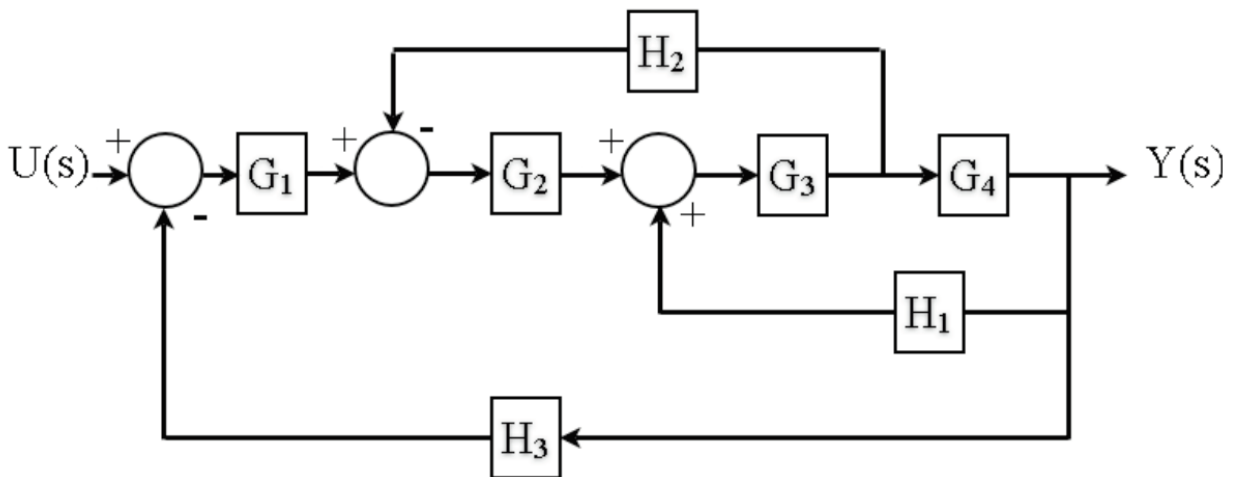 H₂
+ + - +
U(s) G₁ G₂ G₃ G₄ Y(s)
- +
H₁
H₃